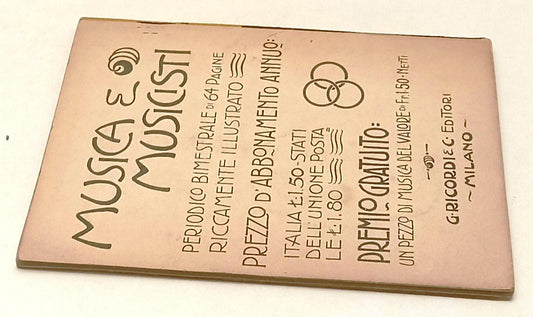 MUSICA E
MUSICISTI
PERIODICO BIMESTRALE DI 64 PAGINE
RICCAMENTE ILLUSTRATO
PREZZO D'ABBONAMENTO ANNUO:
ITALIA Ł 1.50 - STATI
DELL'UNIONE POSTA
LE Ł 1.80
PREMIO GRATUITO:
UN PEZZO DI MUSICA DEL VALORE DI Fr. 1.50 - NETTI
G. RICORDI & C. - EDITORI
~ MILANO ~